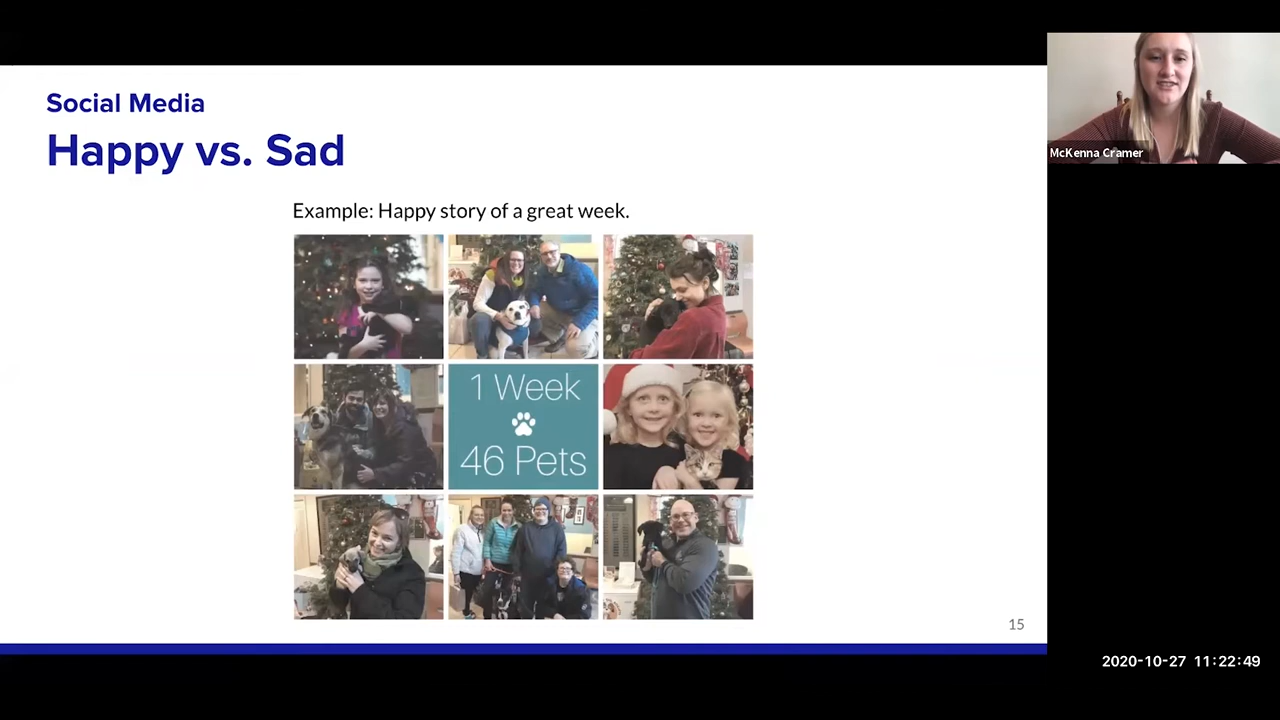 Social Media
Happy vs. Sad
Example: Happy story of a great week.
1 Week
46 Pets
15
McKenna Cramer
2020-10-27 11:22:49